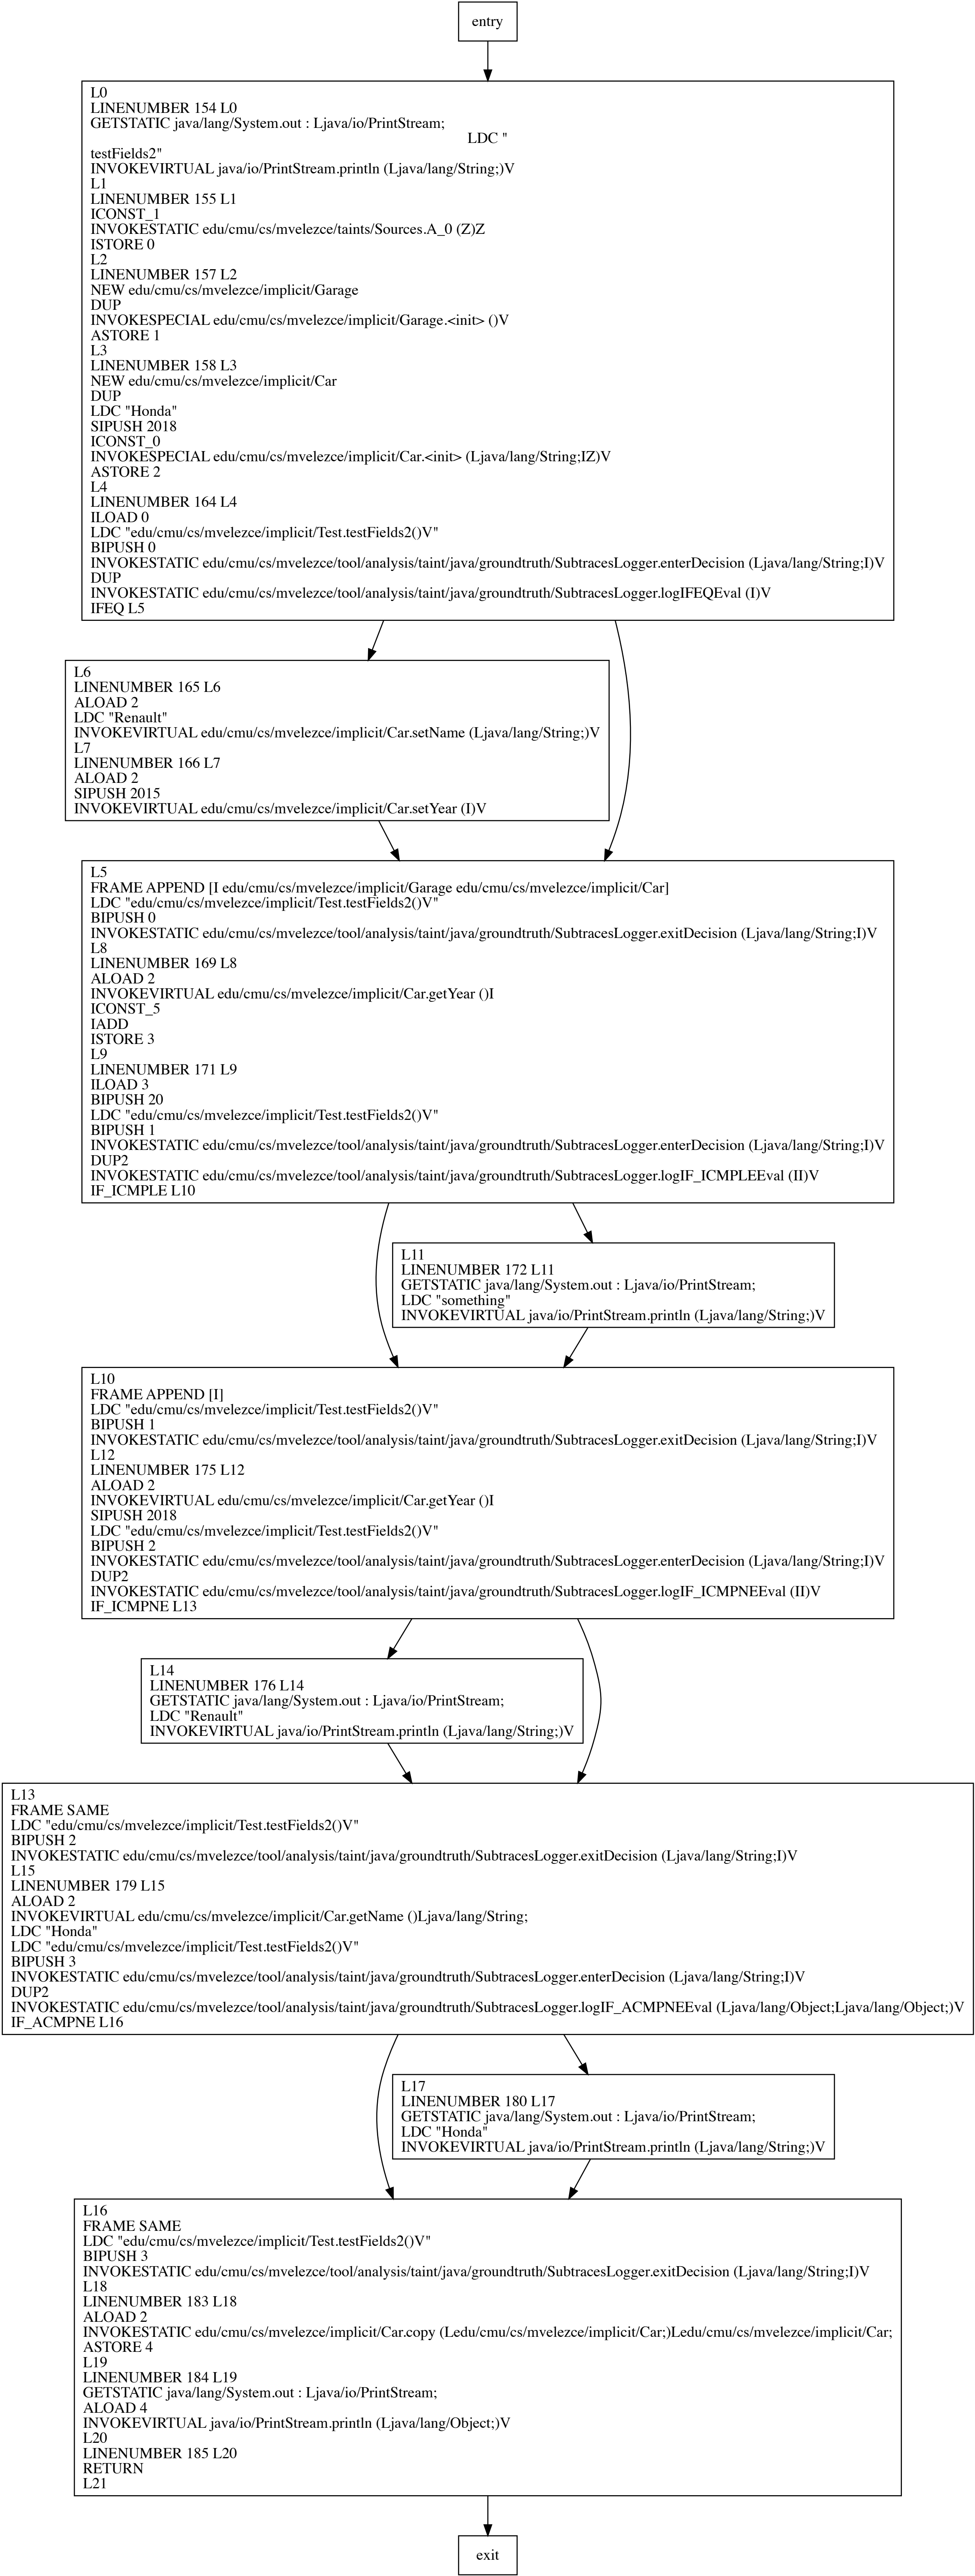 entry
L0
LINENUMBER 154 L0
GETSTATIC java/lang/System.out : Ljava/io/PrintStream;
LDC "
testFields2"
INVOKEVIRTUAL java/io/PrintStream.println (Ljava/lang/String;)V
L1
LINENUMBER 155 L1
ICONST_1
INVOKESTATIC edu/cmu/cs/mvelezce/taints/Sources.A_0 (Z)Z
ISTORE 0
L2
LINENUMBER 157 L2
NEW edu/cmu/cs/mvelezce/implicit/Garage
DUP
INVOKESPECIAL edu/cmu/cs/mvelezce/implicit/Garage.<init> ()V
ASTORE 1
L3
LINENUMBER 158 L3
NEW edu/cmu/cs/mvelezce/implicit/Car
DUP
LDC "Honda"
SIPUSH 2018
ICONST_0
INVOKESPECIAL edu/cmu/cs/mvelezce/implicit/Car.<init> (Ljava/lang/String;IZ)V
ASTORE 2
L4
LINENUMBER 164 L4
ILOAD 0
LDC "edu/cmu/cs/mvelezce/implicit/Test.testFields2()V"
BIPUSH 0
INVOKESTATIC edu/cmu/cs/mvelezce/tool/analysis/taint/java/groundtruth/SubtracesLogger.enterDecision (Ljava/lang/String;I)V
DUP
INVOKESTATIC edu/cmu/cs/mvelezce/tool/analysis/taint/java/groundtruth/SubtracesLogger.logIFEQEval (I)V
IFEQ L5
L6
LINENUMBER 165 L6
ALOAD 2
LDC "Renault"
INVOKEVIRTUAL edu/cmu/cs/mvelezce/implicit/Car.setName (Ljava/lang/String;)V
L7
LINENUMBER 166 L7
ALOAD 2
SIPUSH 2015
INVOKEVIRTUAL edu/cmu/cs/mvelezce/implicit/Car.setYear (I)V
L5
FRAME APPEND [I edu/cmu/cs/mvelezce/implicit/Garage edu/cmu/cs/mvelezce/implicit/Car]
LDC "edu/cmu/cs/mvelezce/implicit/Test.testFields2()V"
BIPUSH 0
INVOKESTATIC edu/cmu/cs/mvelezce/tool/analysis/taint/java/groundtruth/SubtracesLogger.exitDecision (Ljava/lang/String;I)V
L8
LINENUMBER 169 L8
ALOAD 2
INVOKEVIRTUAL edu/cmu/cs/mvelezce/implicit/Car.getYear ()I
ICONST_5
IADD
ISTORE 3
L9
LINENUMBER 171 L9
ILOAD 3
BIPUSH 20
LDC "edu/cmu/cs/mvelezce/implicit/Test.testFields2()V"
BIPUSH 1
INVOKESTATIC edu/cmu/cs/mvelezce/tool/analysis/taint/java/groundtruth/SubtracesLogger.enterDecision (Ljava/lang/String;I)V
DUP2
INVOKESTATIC edu/cmu/cs/mvelezce/tool/analysis/taint/java/groundtruth/SubtracesLogger.logIF_ICMPLEEval (II)V
IF_ICMPLE L10
L11
LINENUMBER 172 L11
GETSTATIC java/lang/System.out : Ljava/io/PrintStream;
LDC "something"
INVOKEVIRTUAL java/io/PrintStream.println (Ljava/lang/String;)V
L10
FRAME APPEND [I]
LDC "edu/cmu/cs/mvelezce/implicit/Test.testFields2()V"
BIPUSH 1
INVOKESTATIC edu/cmu/cs/mvelezce/tool/analysis/taint/java/groundtruth/SubtracesLogger.exitDecision (Ljava/lang/String;I)V
L12
LINENUMBER 175 L12
ALOAD 2
INVOKEVIRTUAL edu/cmu/cs/mvelezce/implicit/Car.getYear ()I
SIPUSH 2018
LDC "edu/cmu/cs/mvelezce/implicit/Test.testFields2()V"
BIPUSH 2
INVOKESTATIC edu/cmu/cs/mvelezce/tool/analysis/taint/java/groundtruth/SubtracesLogger.enterDecision (Ljava/lang/String;I)V
DUP2
INVOKESTATIC edu/cmu/cs/mvelezce/tool/analysis/taint/java/groundtruth/SubtracesLogger.logIF_ICMPNEEval (II)V
IF_ICMPNE L13
L14
LINENUMBER 176 L14
GETSTATIC java/lang/System.out : Ljava/io/PrintStream;
LDC "Renault"
INVOKEVIRTUAL java/io/PrintStream.println (Ljava/lang/String;)V
L13
FRAME SAME
LDC "edu/cmu/cs/mvelezce/implicit/Test.testFields2()V"
BIPUSH 2
INVOKESTATIC edu/cmu/cs/mvelezce/tool/analysis/taint/java/groundtruth/SubtracesLogger.exitDecision (Ljava/lang/String;I)V
L15
LINENUMBER 179 L15
ALOAD 2
INVOKEVIRTUAL edu/cmu/cs/mvelezce/implicit/Car.getName ()Ljava/lang/String;
LDC "Honda"
LDC "edu/cmu/cs/mvelezce/implicit/Test.testFields2()V"
BIPUSH 3
INVOKESTATIC edu/cmu/cs/mvelezce/tool/analysis/taint/java/groundtruth/SubtracesLogger.enterDecision (Ljava/lang/String;I)V
DUP2
INVOKESTATIC edu/cmu/cs/mvelezce/tool/analysis/taint/java/groundtruth/SubtracesLogger.logIF_ACMPNEEval (Ljava/lang/Object;Ljava/lang/Object;)V
IF_ACMPNE L16
L17
LINENUMBER 180 L17
GETSTATIC java/lang/System.out : Ljava/io/PrintStream;
LDC "Honda"
INVOKEVIRTUAL java/io/PrintStream.println (Ljava/lang/String;)V
L16
FRAME SAME
LDC "edu/cmu/cs/mvelezce/implicit/Test.testFields2()V"
BIPUSH 3
INVOKESTATIC edu/cmu/cs/mvelezce/tool/analysis/taint/java/groundtruth/SubtracesLogger.exitDecision (Ljava/lang/String;I)V
L18
LINENUMBER 183 L18
ALOAD 2
INVOKESTATIC edu/cmu/cs/mvelezce/implicit/Car.copy (Ledu/cmu/cs/mvelezce/implicit/Car;)Ledu/cmu/cs/mvelezce/implicit/Car;
ASTORE 4
L19
LINENUMBER 184 L19
GETSTATIC java/lang/System.out : Ljava/io/PrintStream;
ALOAD 4
INVOKEVIRTUAL java/io/PrintStream.println (Ljava/lang/Object;)V
L20
LINENUMBER 185 L20
RETURN
L21
exit